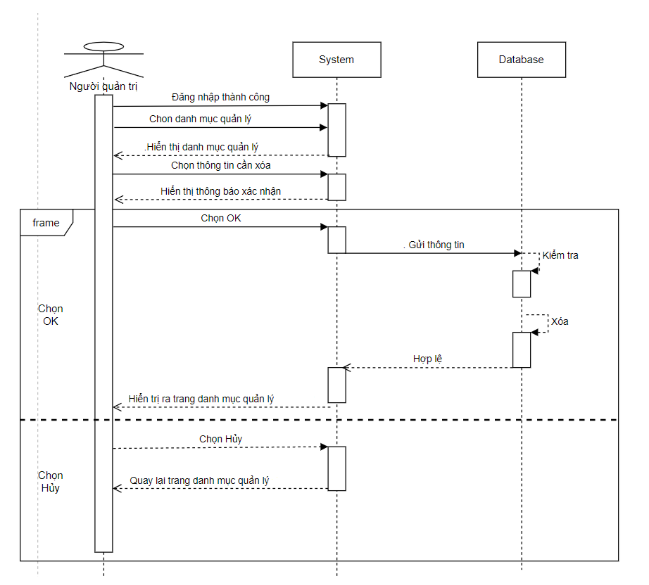 System
Database
Người quản trị
Đăng nhập thành công
Chon danh mục quản lý
.Hiển thị danh mục quản lý
Chọn thông tin cần xóa
Hiển thị thông báo xác nhận
frame
Chọn OK
. Gửi thông tin
Kiểm tra
Chọn
OK
Xóa
Hợp lệ
Hiển trị ra trang danh mục quản lý
Chọn Hủy
Chọn
Hủy
Quay lai trang danh mục quản lý